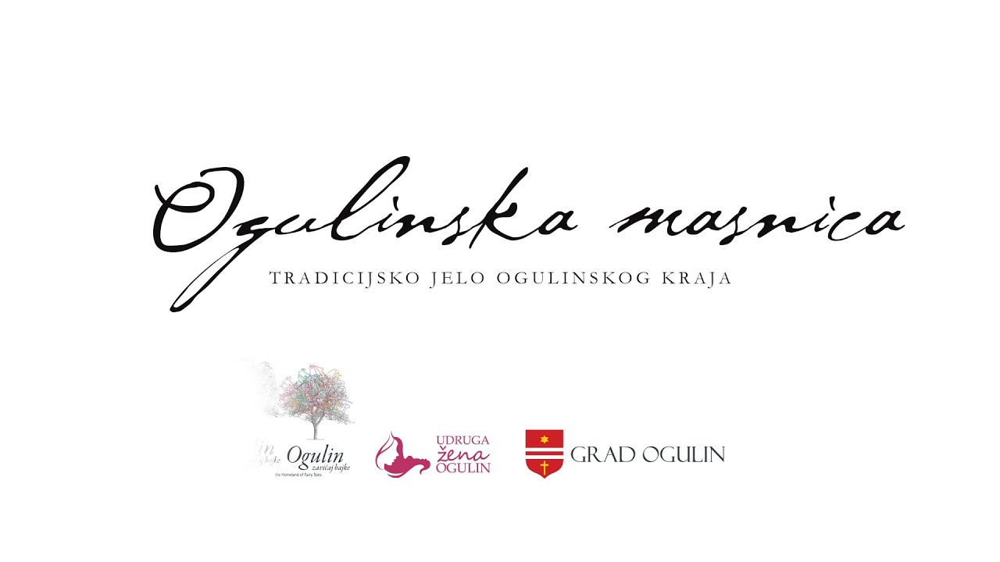 Ogulinska masnica
TRADICIJSKO JELO OGULINSKOG KRAJA
Ogulin
zavičaj bajke
the Homeland of Fairy Tales
UDRUGA
žena
OGULIN
GRAD OGULIN